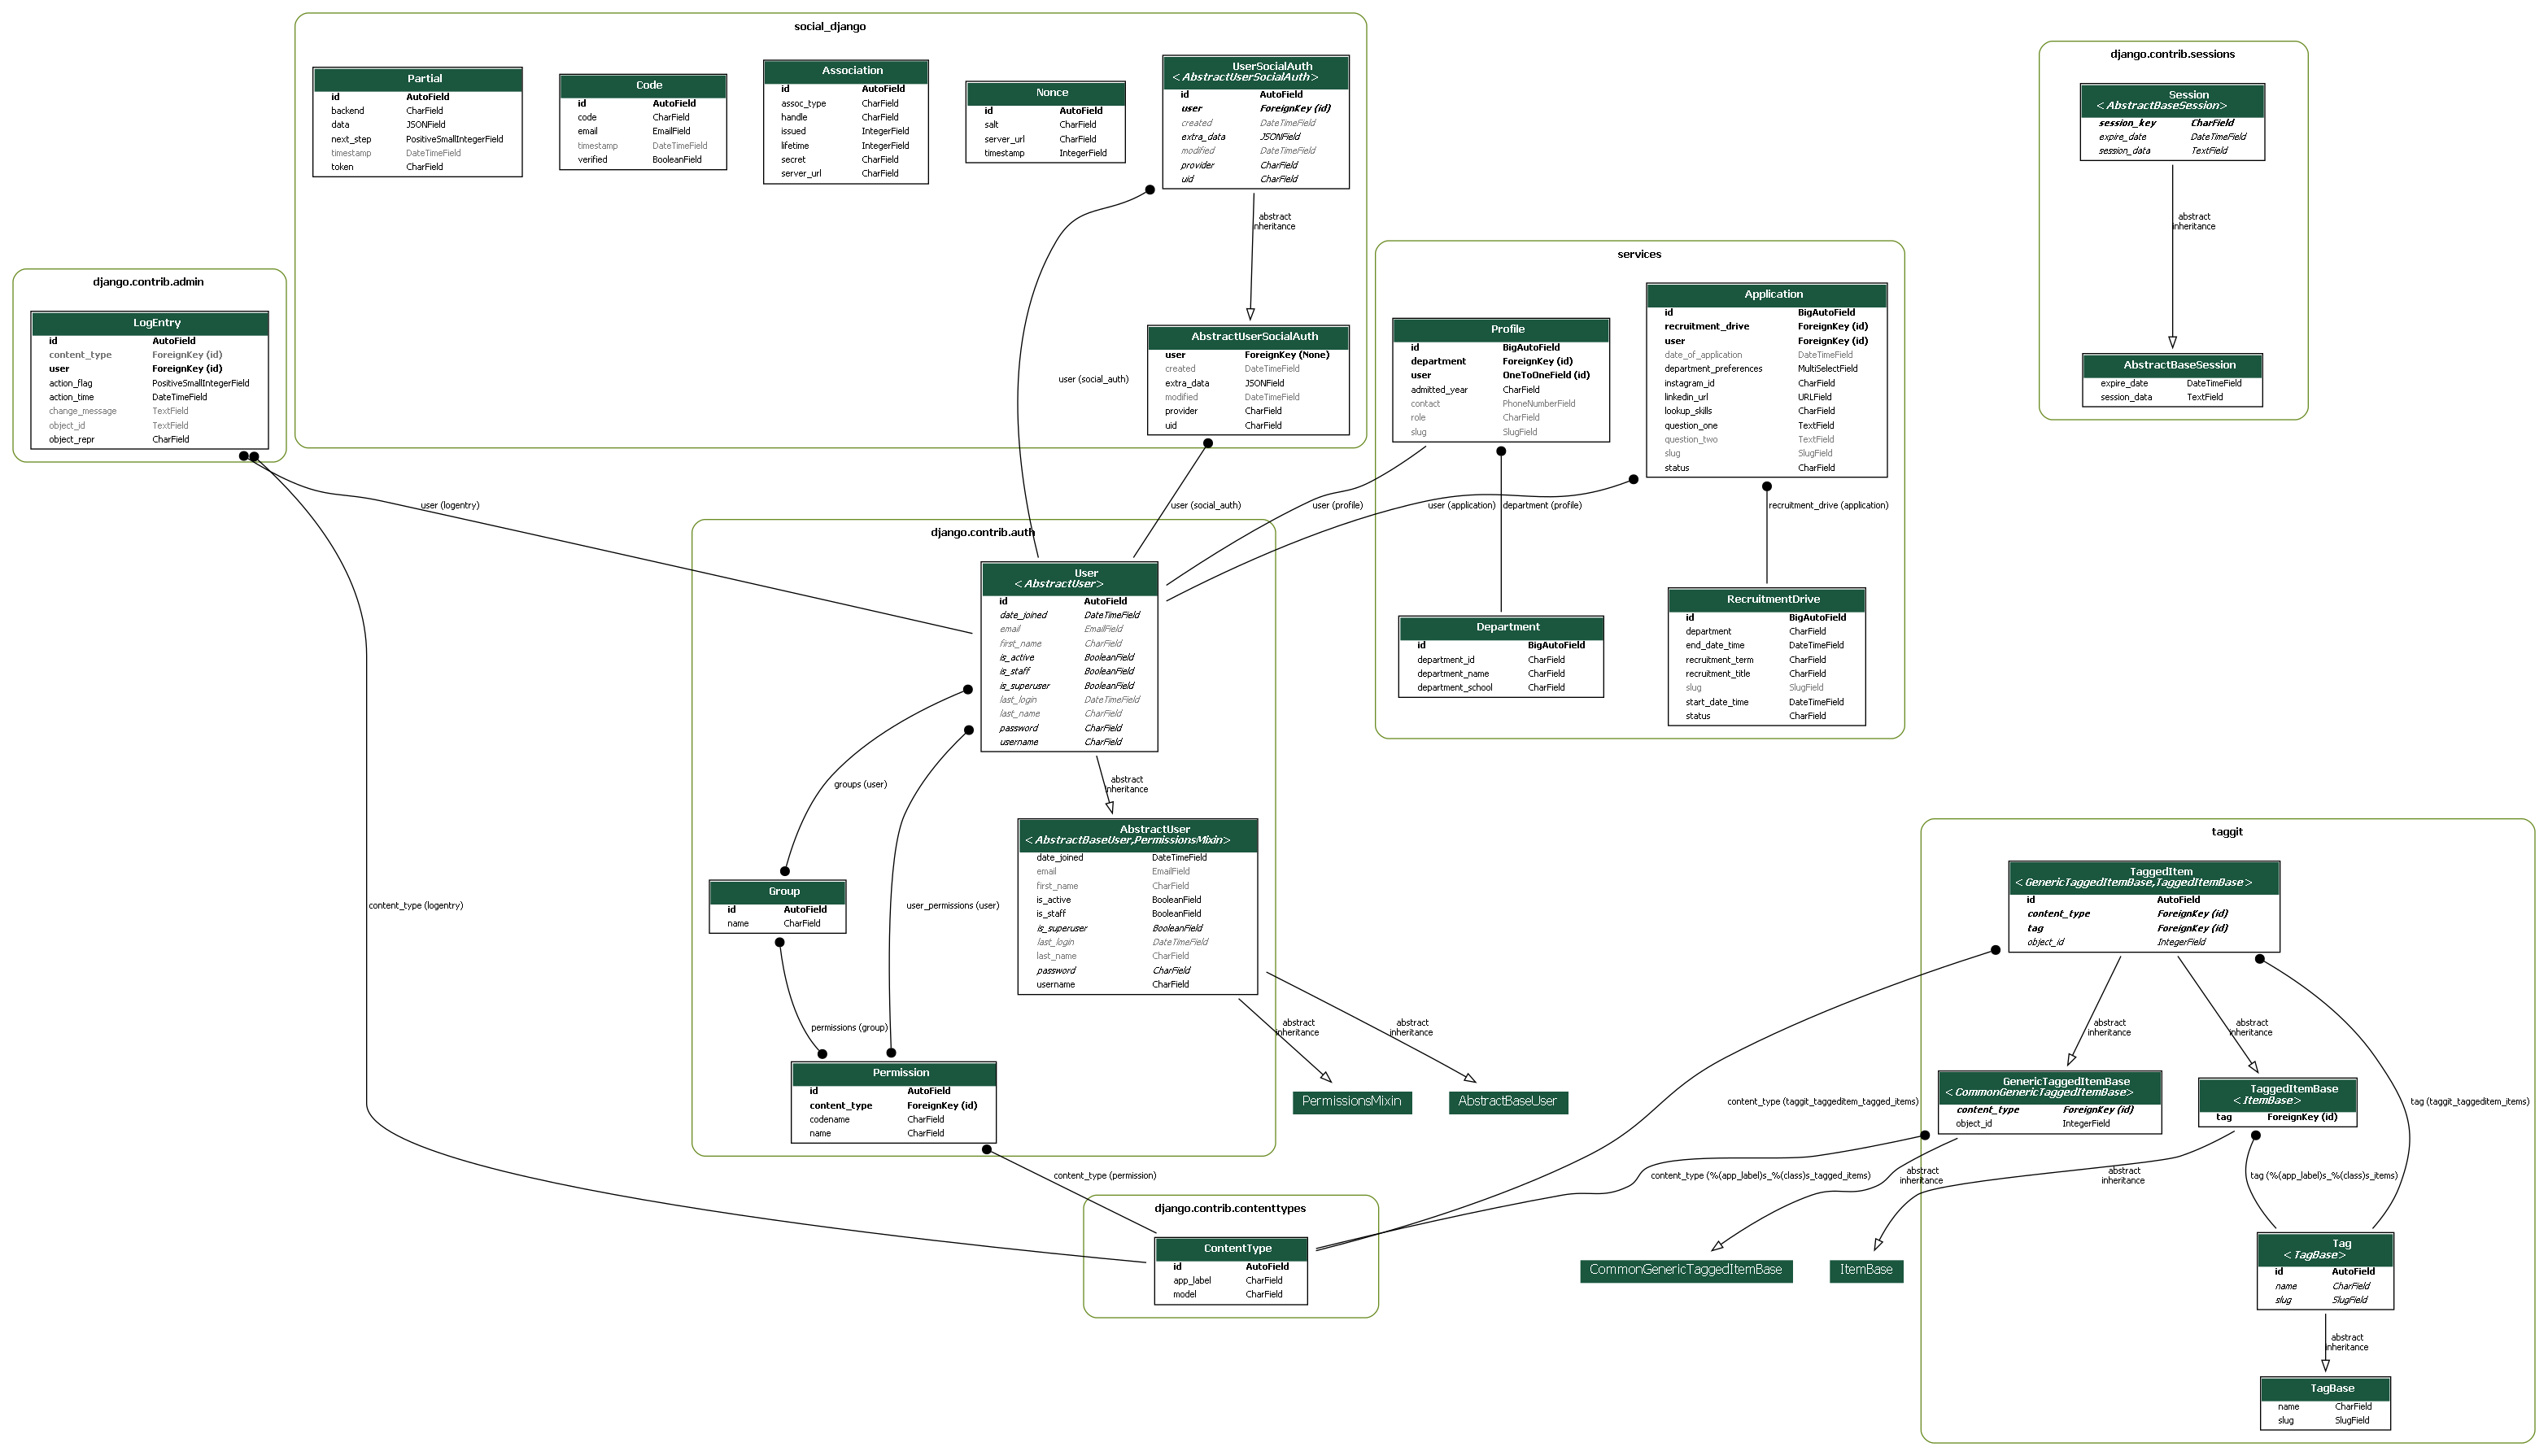 social_django
Partial
id AutoField
backend CharField
data JSONField
next_step PositiveSmallIntegerField
timestamp DateTimeField
token CharField
Code
id AutoField
code CharField
email EmailField
timestamp DateTimeField
verified BooleanField
Association
id AutoField
assoc_type CharField
handle CharField
issued IntegerField
lifetime IntegerField
secret CharField
server_url CharField
Nonce
id AutoField
salt CharField
server_url CharField
timestamp IntegerField
UserSocialAuth
<AbstractUserSocialAuth>
id AutoField
user ForeignKey (id)
created DateTimeField
extra_data JSONField
modified DateTimeField
provider CharField
uid CharField
abstract
inheritance
AbstractUserSocialAuth
user ForeignKey (None)
created DateTimeField
extra_data JSONField
modified DateTimeField
provider CharField
uid CharField
user (social_auth)
django.contrib.sessions
Session
<AbstractBaseSession>
session_key CharField
expire_date DateTimeField
session_data TextField
abstract
inheritance
AbstractBaseSession
expire_date DateTimeField
session_data TextField
django.contrib.admin
LogEntry
id AutoField
content_type ForeignKey (id)
user ForeignKey (id)
action_flag PositiveSmallIntegerField
action_time DateTimeField
change_message TextField
object_id TextField
object_repr CharField
services
Profile
id BigAutoField
department ForeignKey (id)
user OneToOneField (id)
admitted_year CharField
contact PhoneNumberField
role CharField
slug SlugField
Application
id BigAutoField
recruitment_drive ForeignKey (id)
user ForeignKey (id)
date_of_application DateTimeField
department_preferences MultiSelectField
instagram_id CharField
linkedin_url URLField
lookup_skills CharField
question_one TextField
question_two TextField
slug SlugField
status CharField
user (logentry)
user (social_auth)
user (profile)
user (application)
department (profile)
recruitment_drive (application)
Department
id BigAutoField
department_id CharField
department_name CharField
department_school CharField
RecruitmentDrive
id BigAutoField
department CharField
end_date_time DateTimeField
recruitment_term CharField
recruitment_title CharField
slug SlugField
start_date_time DateTimeField
status CharField
django.contrib.auth
User
<AbstractUser>
id AutoField
date_joined DateTimeField
email EmailField
first_name CharField
is_active BooleanField
is_staff BooleanField
is_superuser BooleanField
last_login DateTimeField
last_name CharField
password CharField
username CharField
groups (user)
abstract
inheritance
AbstractUser
<AbstractBaseUser,PermissionsMixin>
date_joined DateTimeField
email EmailField
first_name CharField
is_active BooleanField
is_staff BooleanField
is_superuser BooleanField
last_login DateTimeField
last_name CharField
password CharField
username CharField
Group
id AutoField
name CharField
content_type (logentry)
user_permissions (user)
permissions (group)
abstract
inheritance
abstract
inheritance
Permission
id AutoField
content_type ForeignKey (id)
codename CharField
name CharField
PermissionsMixin
AbstractBaseUser
content_type (permission)
django.contrib.contenttypes
ContentType
id AutoField
app_label CharField
model CharField
taggit
TaggedItem
<GenericTaggedItemBase,TaggedItemBase>
id AutoField
content_type ForeignKey (id)
tag ForeignKey (id)
object_id IntegerField
abstract
inheritance
abstract
inheritance
GenericTaggedItemBase
<CommonGenericTaggedItemBase>
content_type ForeignKey (id)
object_id IntegerField
TaggedItemBase
<ItemBase>
tag ForeignKey (id)
content_type (taggit_taggeditem_tagged_items)
tag (taggit_taggeditem_items)
content_type (%(app_label)s_%(class)s_tagged_items)
abstract
inheritance
abstract
inheritance
tag (%(app_label)s_%(class)s_items)
CommonGenericTaggedItemBase
ItemBase
Tag
<TagBase>
id AutoField
name CharField
slug SlugField
abstract
inheritance
TagBase
name CharField
slug SlugField